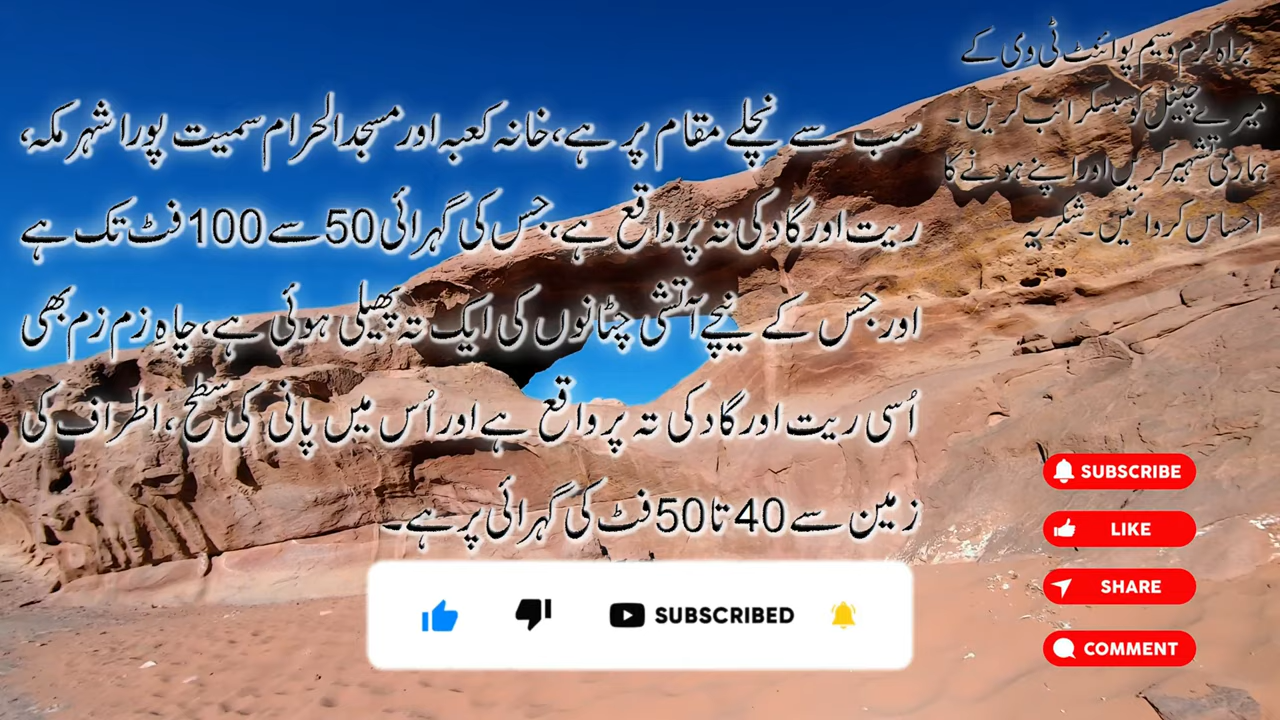 براہ کرم وسیم پوائنٹ ٹی وی کے
میرے چینل کو سبسکرائب کریں۔
ہماری تشہیر کریں اور اپنے ہونے کا
احساس کروائیں۔ شکریہ
سب سے نچلے مقام پر ہے، خانہ کعبہ اور مسجد الحرام سمیت پورا شہر مکہ،
ریت اور گاد کی تہ پر واقع ہے، جس کی گہرائی 50 سے 100 فٹ تک ہے
اور جس کے نیچے آتشی چٹانوں کی ایک تہ پھیلی ہوئی ہے، چاہِ زم زم بھی
اُسی ریت اور گاد کی تہ پر واقع ہے اور اُس میں پانی کی سطح، اطراف کی
زمین سے 40 تا 50 فٹ کی گہرائی پر ہے۔
SUBSCRIBE
LIKE
SHARE
COMMENT
SUBSCRIBED